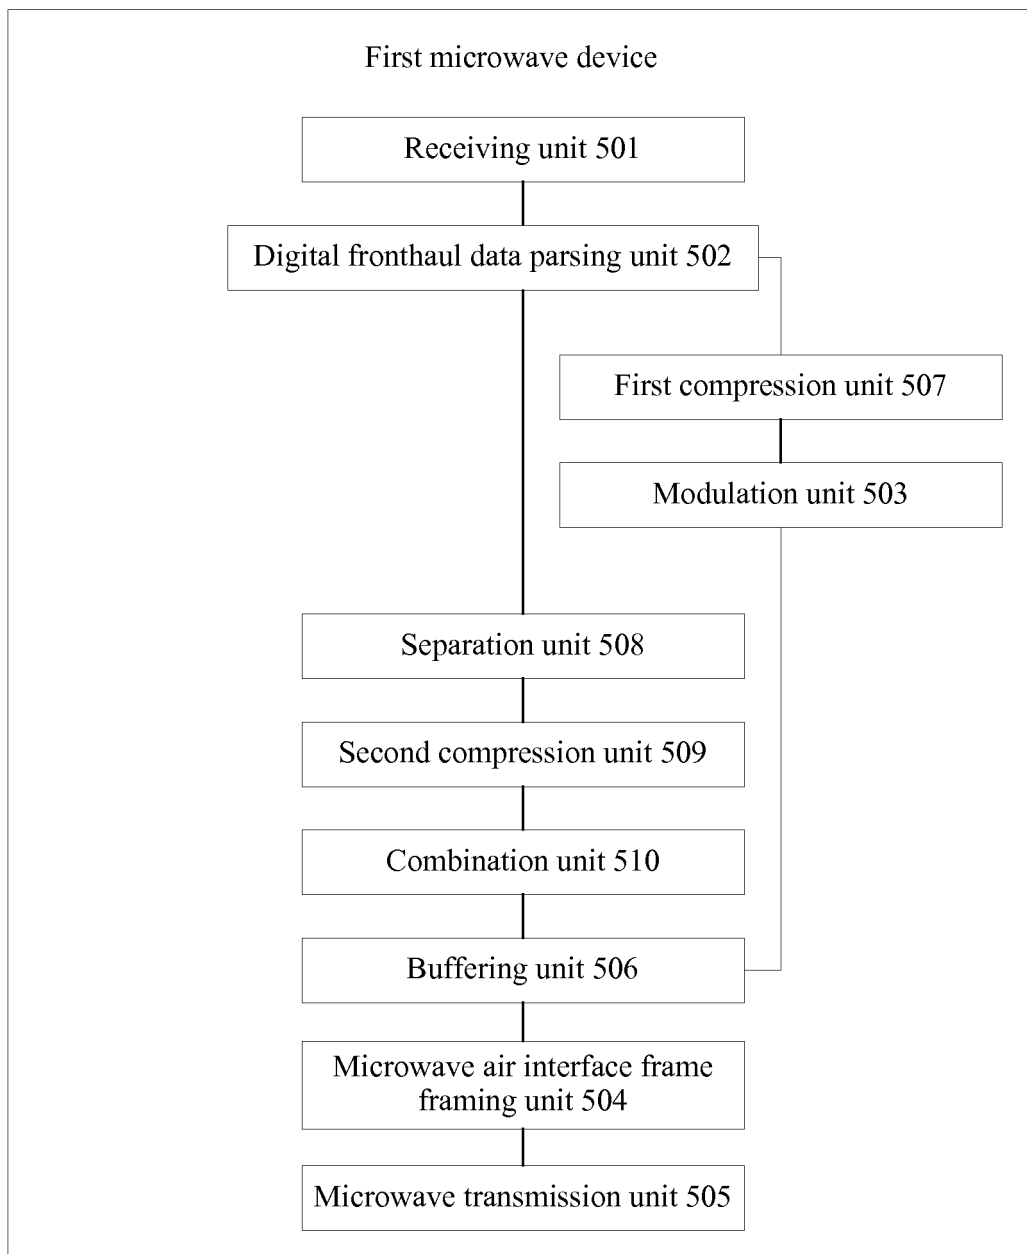 First microwave device
Receiving unit 501
Digital fronthaul data parsing unit 502
First compression unit 507
Modulation unit 503
Separation unit 508
Second compression unit 509
Combination unit 510
Buffering unit 506
Microwave air interface frame
framing unit 504
Microwave transmission unit 505